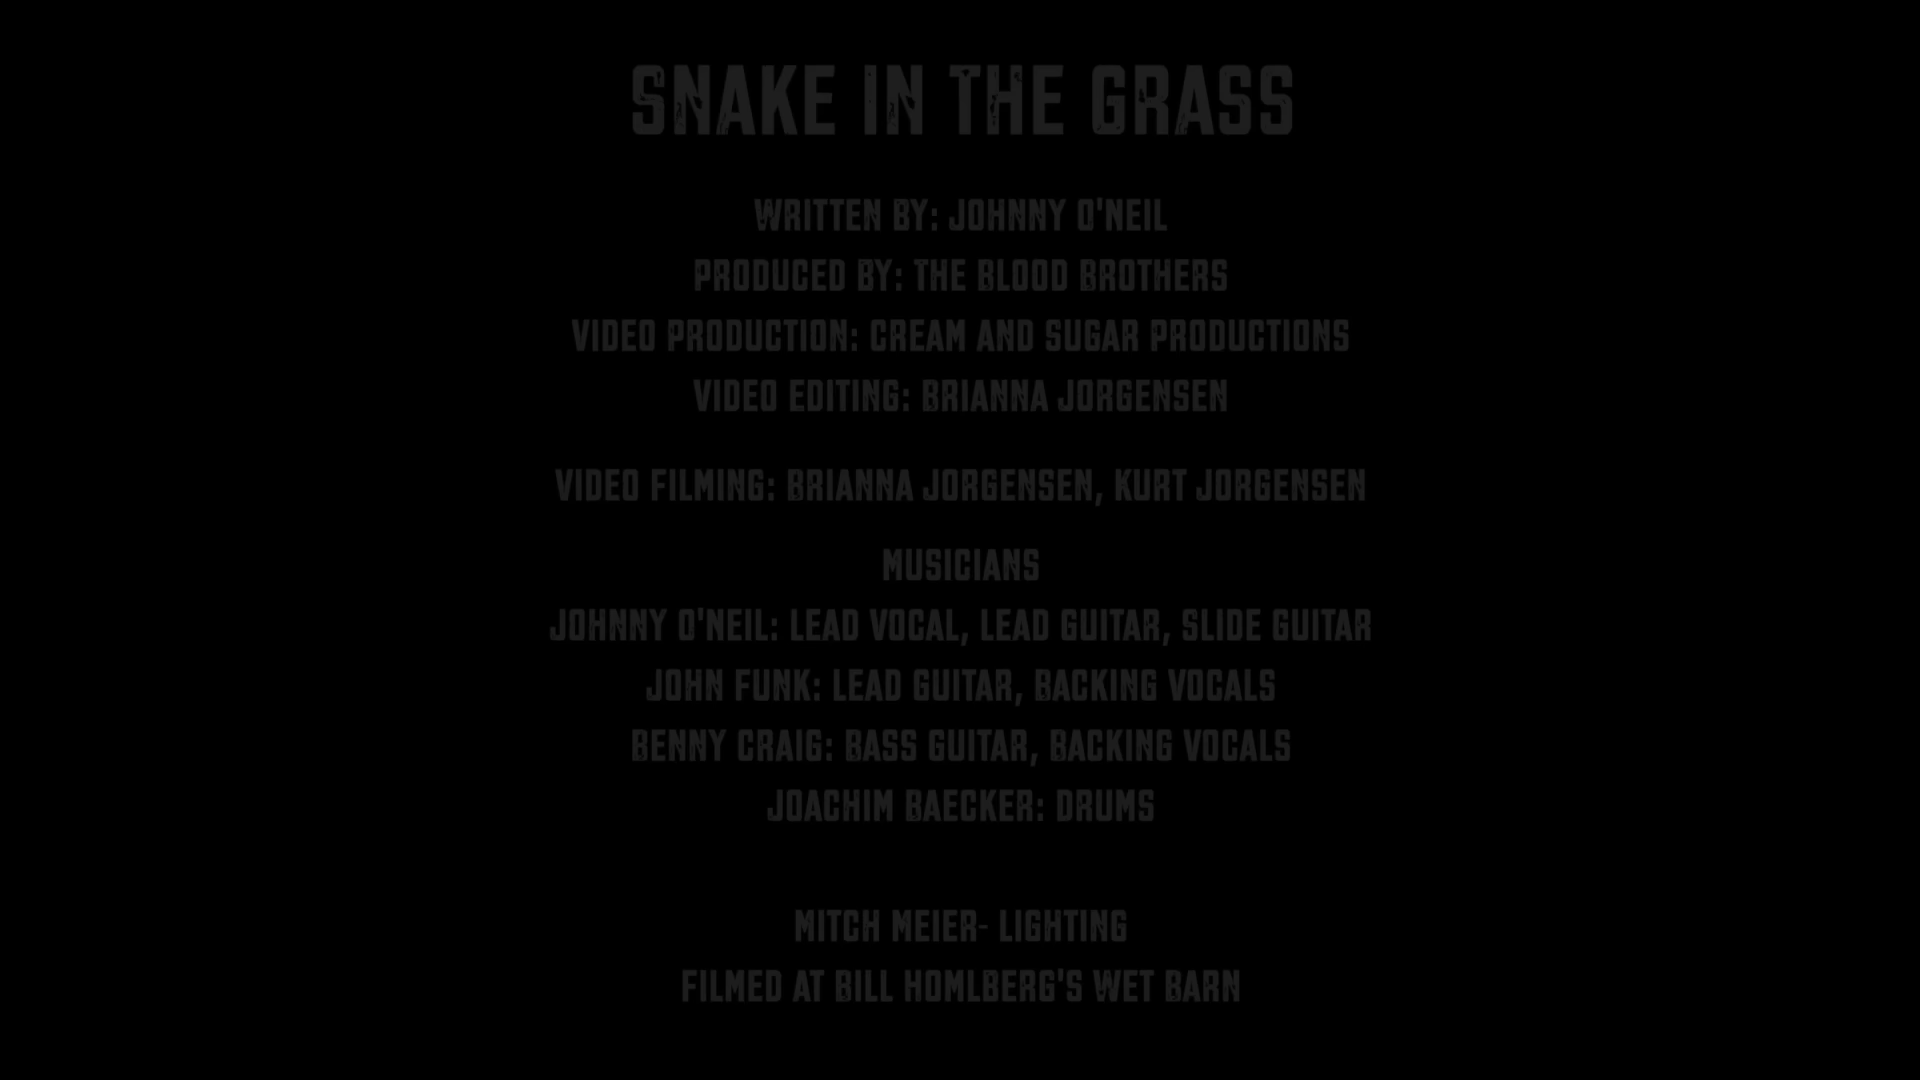 SNAKE IN THE GRASS
WRITTEN BY: JOHNNY O'NEIL
PRODUCED BY: THE BLOOD BROTHERS
VIDEO PRODUCTION: CREAM AND SUGAR PRODUCTIONS
VIDEO EDITING: BRIANNA JORGENSEN
VIDEO FILMING: BRIANNA JORGENSEN, KURT JORGENSEN
MUSICIANS
JOHNNY O'NEIL: LEAD VOCAL, LEAD GUITAR, SLIDE GUITAR
JOHN FUNK: LEAD GUITAR, BACKING VOCALS
BENNY CRAIG: BASS GUITAR, BACKING VOCALS
JOACHIM BAECKER: DRUMS
MITCH MEIER- LIGHTING
FILMED AT BILL HOMLBERG'S WET BARN